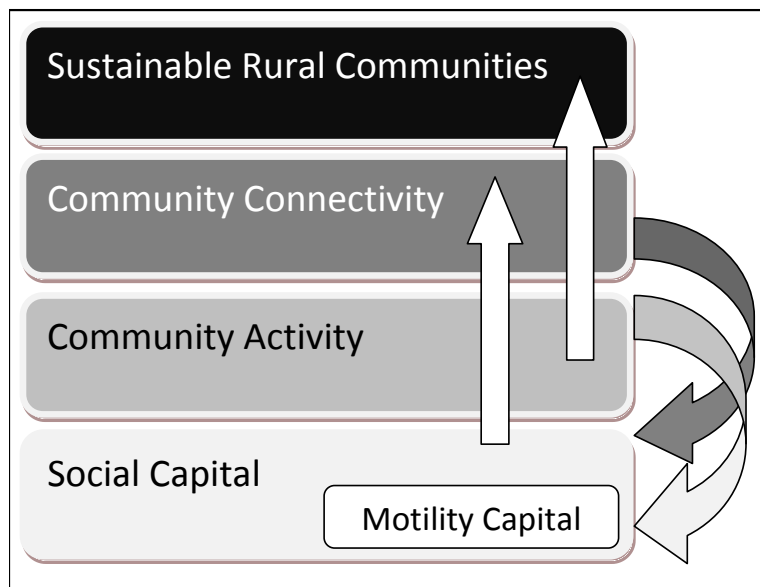 Sustainable Rural Communities
Community Connectivity
Community Activity
Social Capital
Motility Capital